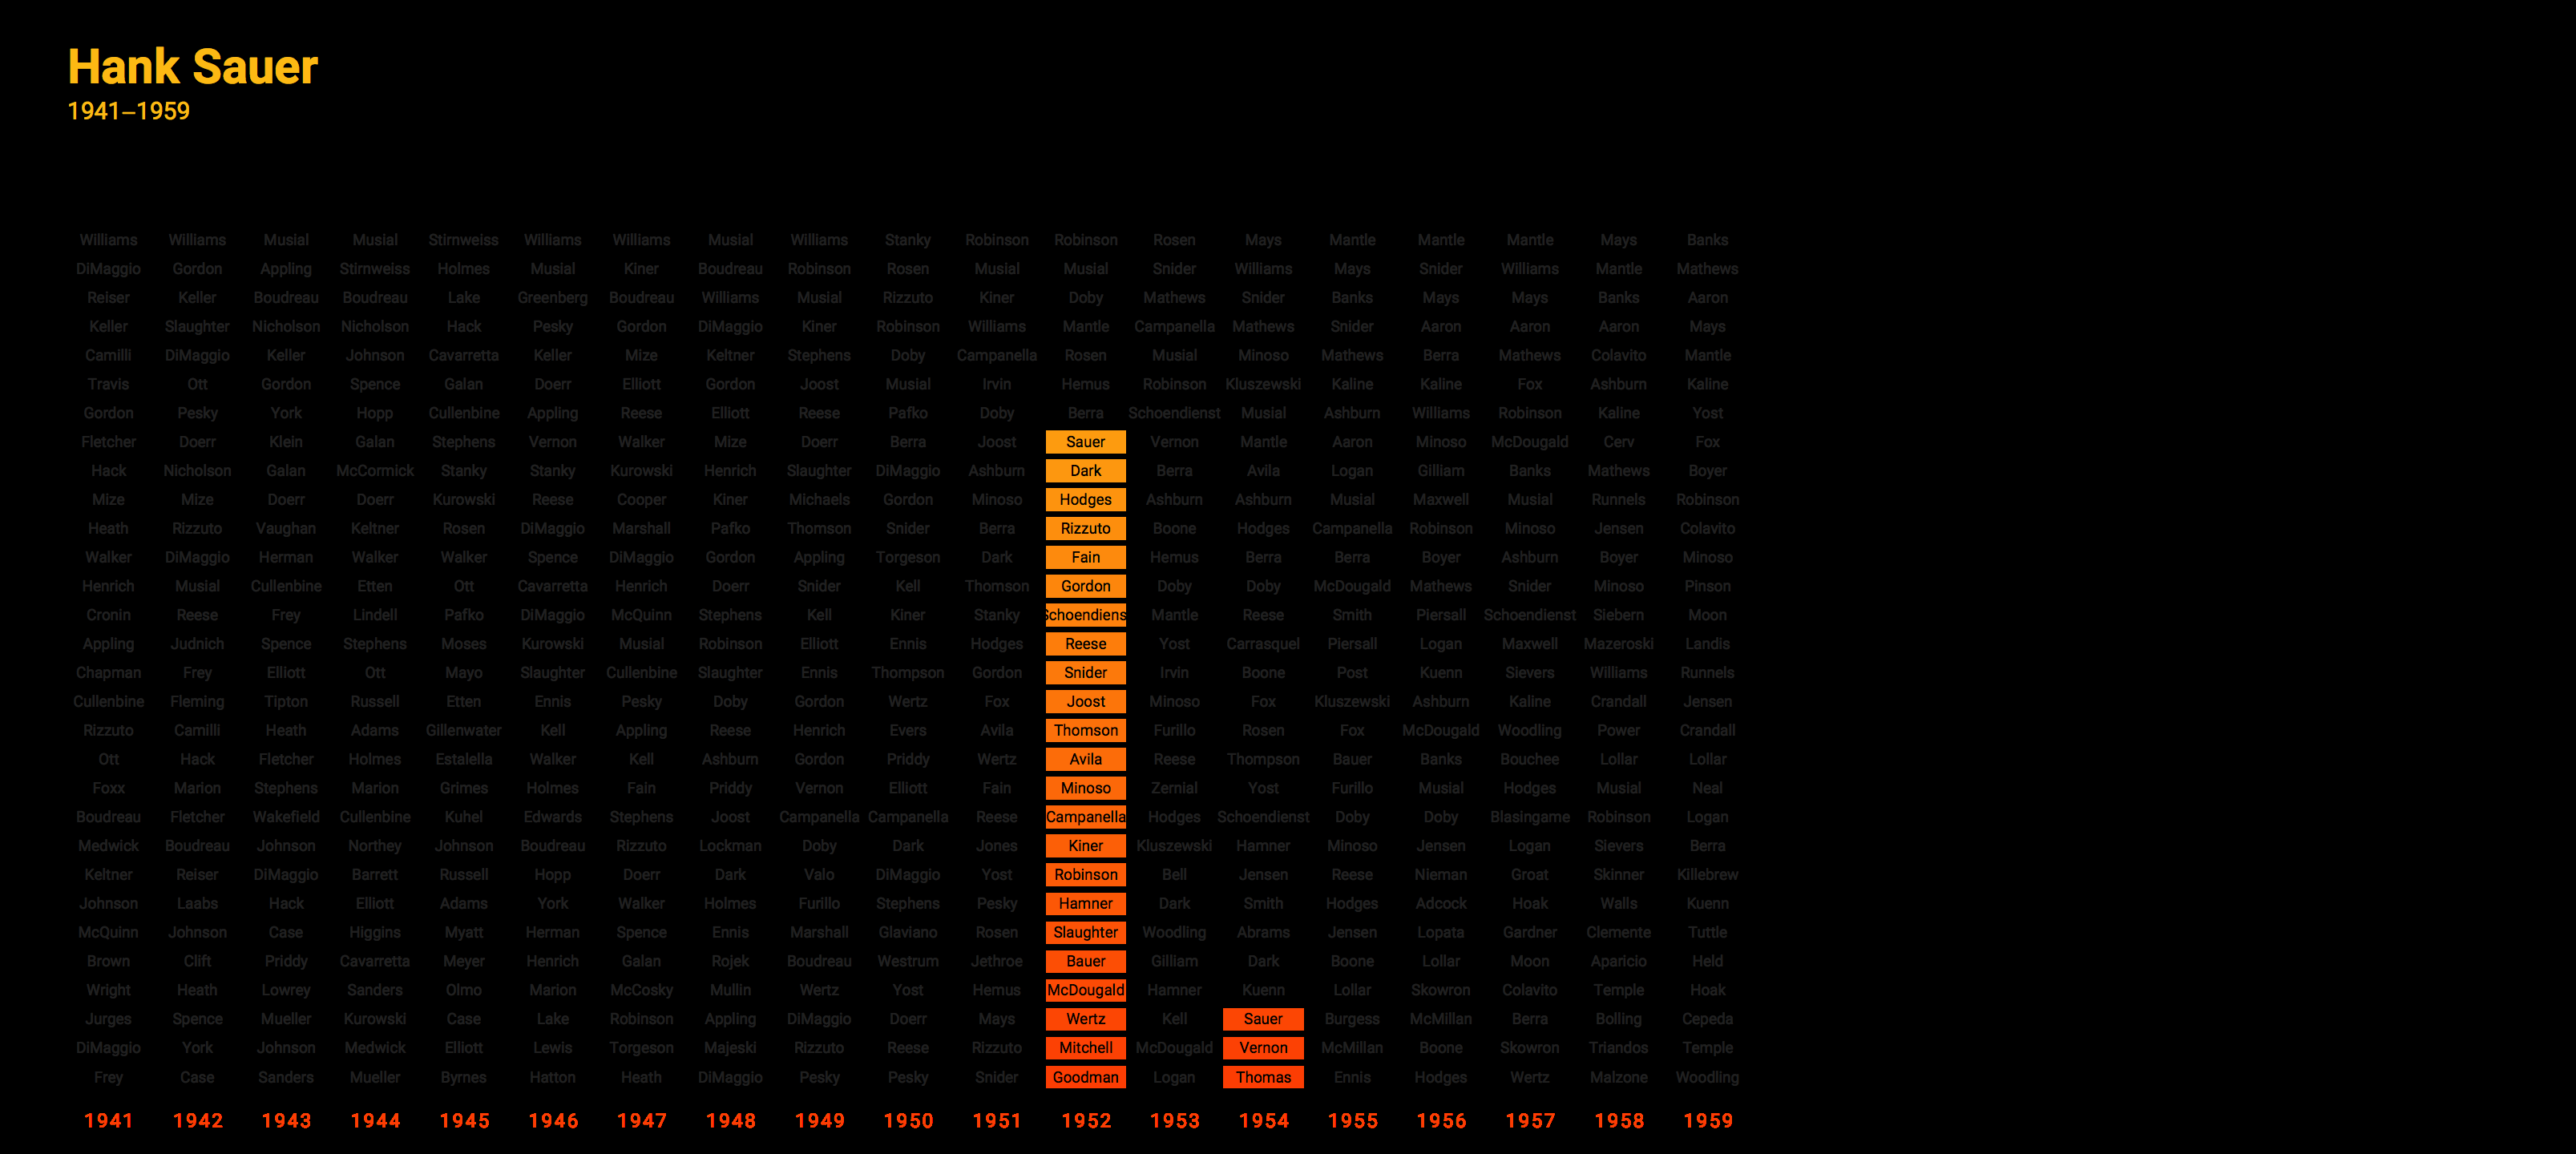 Hank Sauer
1941–1959
Williams Williams Musial Musial Stirnweiss Williams Williams Musial Williams Stanky Robinson Robinson Rosen Mays Mantle Mantle Mantle Mays Banks
DiMaggio Gordon Appling Stirnweiss Holmes Musial Kiner Boudreau Robinson Rosen Musial Musial Snider Williams Mays Snider Williams Mantle Mathews
Reiser Keller Boudreau Boudreau Lake Greenberg Boudreau Williams Musial Rizzuto Kiner Doby Mathews Snider Banks Mays Mays Banks Aaron
Keller Slaughter Nicholson Nicholson Hack Pesky Gordon DiMaggio Kiner Robinson Williams Mantle Campanella Mathews Snider Aaron Aaron Aaron Mays
Camilli DiMaggio Keller Johnson Cavarretta Keller Mize Keltner Stephens Doby Campanella Rosen Musial Minoso Mathews Berra Mathews Colavito Mantle
Travis Ott Gordon Spence Galan Doerr Elliott Gordon Joost Musial Irvin Hemus Robinson Kluszewski Kaline Kaline Fox Ashburn Kaline
Gordon Pesky York Hopp Cullenbine Appling Reese Elliott Reese Pafko Doby Berra Schoendienst Musial Ashburn Williams Robinson Kaline Yost
Fletcher Doerr Klein Galan Stephens Vernon Walker Mize Doerr Berra Joost Sauer Vernon Mantle Aaron Minoso McDougald Cerv Fox
Hack Nicholson Galan McCormick Stanky Stanky Kurowski Henrich Slaughter DiMaggio Ashburn Dark Berra Avila Logan Gilliam Banks Mathews Boyer
Mize Mize Doerr Doerr Kurowski Reese Cooper Kiner Michaels Gordon Minoso Hodges Ashburn Ashburn Musial Maxwell Musial Runnels Robinson
Heath Rizzuto Vaughan Keltner Rosen DiMaggio Marshall Pafko Thomson Snider Berra Rizzuto Boone Hodges Campanella Robinson Minoso Jensen Colavito
Walker DiMaggio Herman Walker Walker Spence DiMaggio Gordon Appling Torgeson Dark Fain Hemus Berra Berra Boyer Ashburn Boyer Minoso
Henrich Musial Cullenbine Etten Ott Cavarretta Henrich Doerr Snider Kell Thomson Gordon Doby Doby McDougald Mathews Snider Minoso Pinson
Cronin Reese Frey Lindell Pafko DiMaggio McQuinn Stephens Kell Kiner Stanky Schoendiens Mantle Reese Smith Piersall Schoendienst Siebern Moon
Appling Judnich Spence Stephens Moses Kurowski Musial Robinson Elliott Ennis Hodges Reese Yost Carrasquel Piersall Logan Maxwell Mazeroski Landis
Chapman Frey Elliott Ott Mayo Slaughter Cullenbine Slaughter Ennis Thompson Gordon Snider Irvin Boone Post Kuenn Sievers Williams Runnels
Cullenbine Fleming Tipton Russell Etten Ennis Pesky Doby Gordon Wertz Fox Joost Minoso Fox Kluszewski Ashburn Kaline Crandall Jensen
Rizzuto Camilli Heath Adams Gillenwater Kell Appling Reese Henrich Evers Avila Thomson Furillo Rosen Fox McDougald Woodling Power Crandall
Ott Hack Fletcher Holmes Estalella Walker Kell Ashburn Gordon Priddy Wertz Avila Reese Thompson Bauer Banks Bouchee Lollar Lollar
Foxx Marion Stephens Marion Grimes Holmes Fain Priddy Vernon Elliott Fain Minoso Zernial Yost Furillo Musial Hodges Musial Neal
Boudreau Fletcher Wakefield Cullenbine Kuhel Edwards Stephens Joost Campanella Campanella Reese Campanella Hodges Schoendienst Doby Doby Blasingame Robinson Logan
Medwick Boudreau Johnson Northey Johnson Boudreau Rizzuto Lockman Doby Dark Jones Kiner Kluszewski Hamner Minoso Jensen Logan Sievers Berra
Keltner Reiser DiMaggio Barrett Russell Hopp Doerr Dark Valo DiMaggio Yost Robinson Bell Jensen Reese Nieman Groat Skinner Killebrew
Johnson Laabs Hack Elliott Adams York Walker Holmes Furillo Stephens Pesky Hamner Dark Smith Hodges Adcock Hoak Walls Kuenn
McQuinn Johnson Case Higgins Myatt Herman Spence Ennis Marshall Glaviano Rosen Slaughter Woodling Abrams Jensen Lopata Gardner Clemente Tuttle
Brown Clift Priddy Cavarretta Meyer Henrich Galan Rojek Boudreau Westrum Jethroe Bauer Gilliam Dark Boone Lollar Moon Aparicio Held
Wright Heath Lowrey Sanders Olmo Marion McCosky Mullin Wertz Yost Hemus McDougald Hamner Kuenn Lollar Skowron Colavito Temple Hoak
Jurges Spence Mueller Kurowski Case Lake Robinson Appling DiMaggio Doerr Mays Wertz Kell Sauer Burgess McMillan Berra Bolling Cepeda
DiMaggio York Johnson Medwick Elliott Lewis Torgeson Majeski Rizzuto Reese Rizzuto Mitchell McDougald Vernon McMillan Boone Skowron Triandos Temple
Frey Case Sanders Mueller Byrnes Hatton Heath DiMaggio Pesky Pesky Snider Goodman Logan Thomas Ennis Hodges Wertz Malzone Woodling
1941 1942 1943 1944 1945 1946 1947 1948 1949 1950 1951 1952 1953 1954 1955 1956 1957 1958 1959